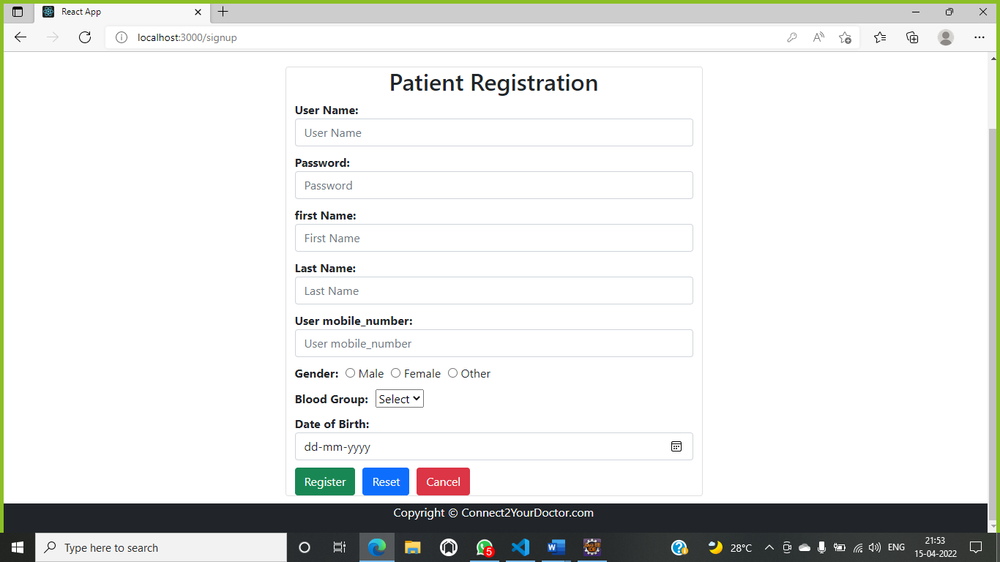 React App
localhost:3000/signup
Patient Registration
User Name:
User Name
Password:
Password
first Name:
First Name
Last Name:
Last Name
User mobile_number:
User mobile_number
Gender: Male Female Other
Blood Group: Select
Date of Birth:
dd-mm-yyyy
Register Reset Cancel
Copyright © Connect2YourDoctor.com
Type here to search
5
28°C
ENG
21:53
15-04-2022